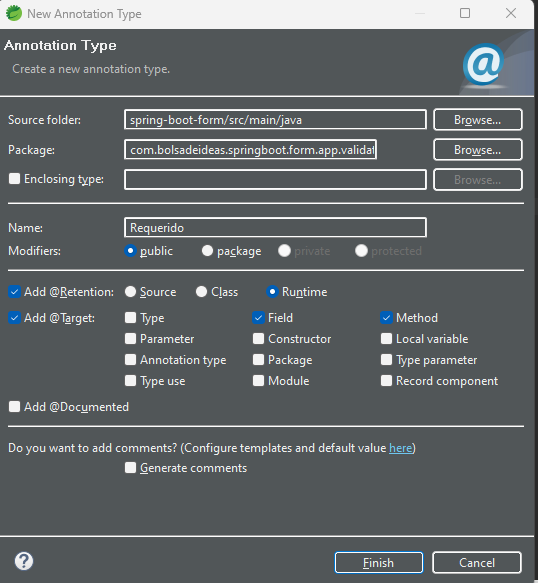 New Annotation Type
Annotation Type
Create a new annotation type.
@
Source folder: spring-boot-form/src/main/java Browse...
Package: com.bolsadeideas.springboot.form.app.validat Browse...
Enclosing type: Browse...
Name: Requerido
Modifiers: public package private protected
Add @Retention: Source Class Runtime
Add @Target: Type Field Method
Parameter Constructor Local variable
Annotation type Package Type parameter
Type use Module Record component
Add @Documented
Do you want to add comments? (Configure templates and default value here)
Generate comments
? Finish Cancel